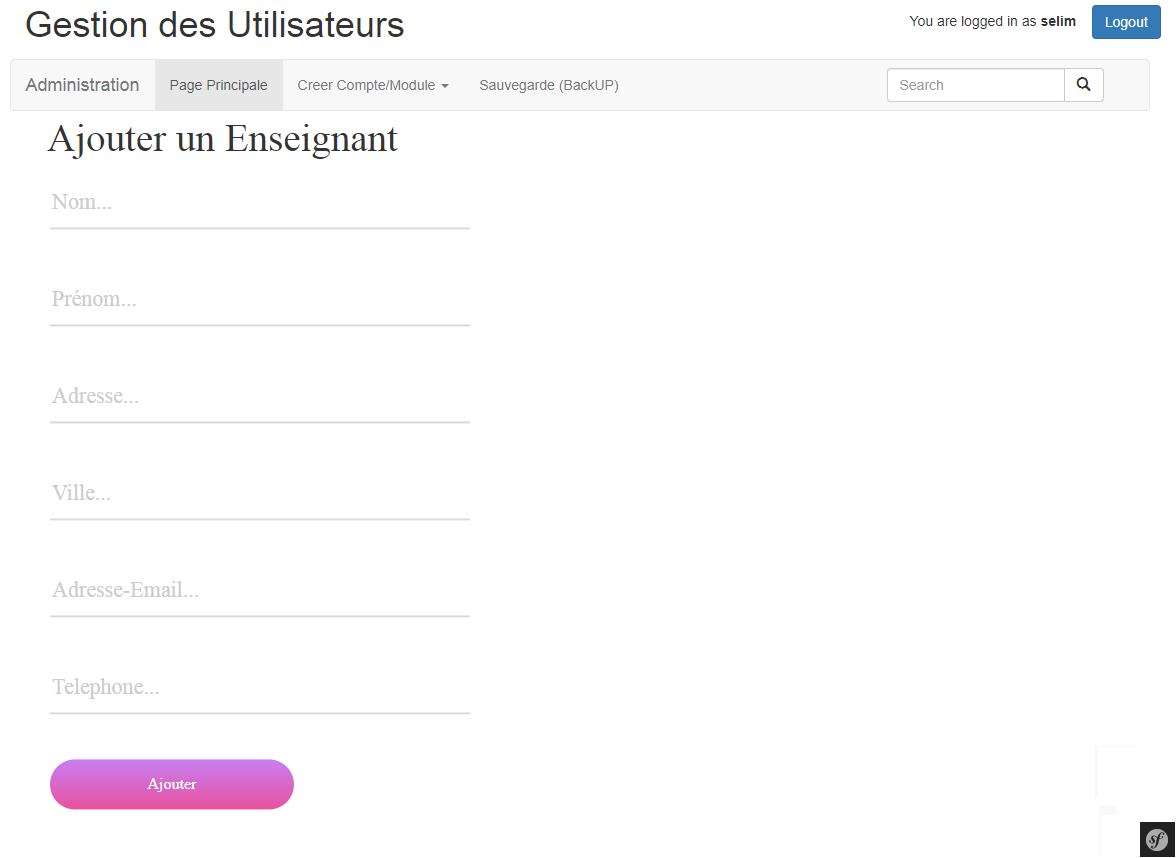 Gestion des Utilisateurs
You are logged in as selim
Logout
Administration Page Principale Creer Compte/Module Sauvegarde (BackUP) Search
Ajouter un Enseignant
Nom...
Prénom...
Adresse...
Ville...
Adresse-Email...
Telephone...
Ajouter
sf